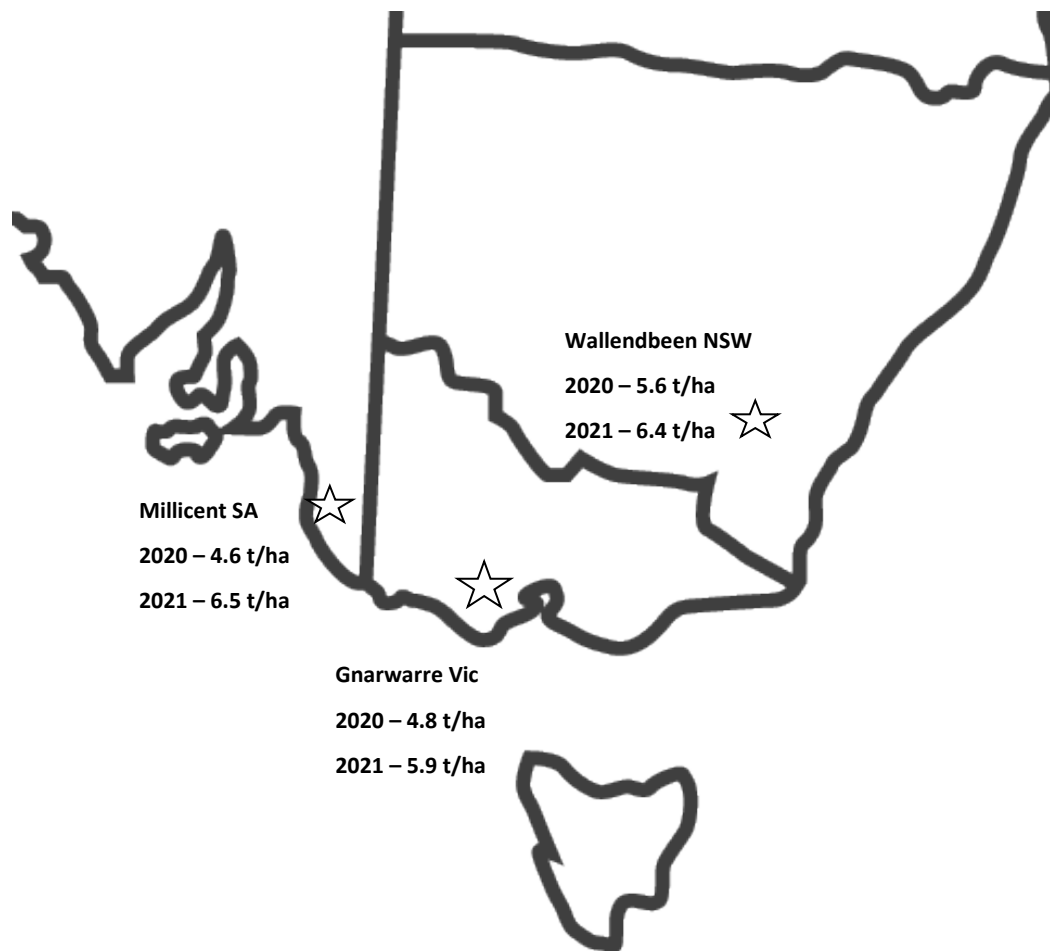 Wallendbeen NSW
2020 – 5.6 t/ha
2021 – 6.4 t/ha
Millicent SA
2020 – 4.6 t/ha
2021 – 6.5 t/ha
Gnarwarre Vic
2020 – 4.8 t/ha
2021 – 5.9 t/ha